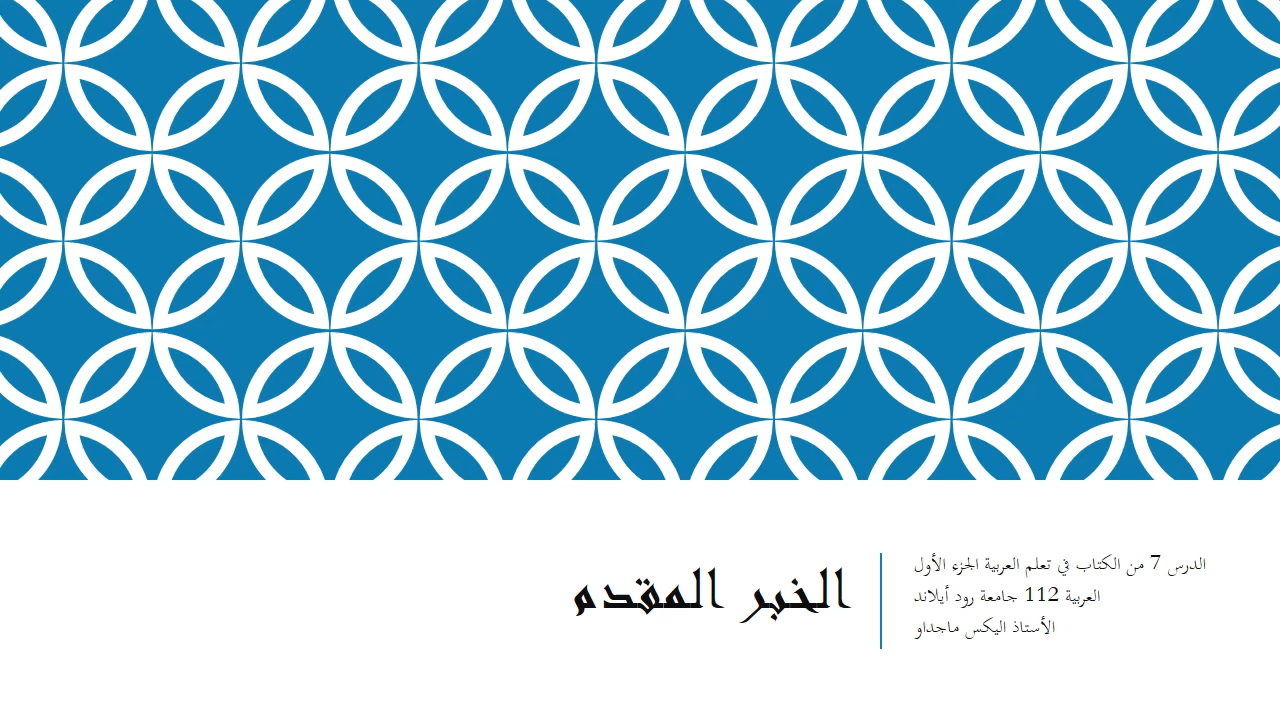 الخبر المقدم
الدرس 7 من الكتاب في تعلم العربية الجزء الأول
العربية 112 جامعة رود أيلاند
الأستاذ اليكس ماجداو